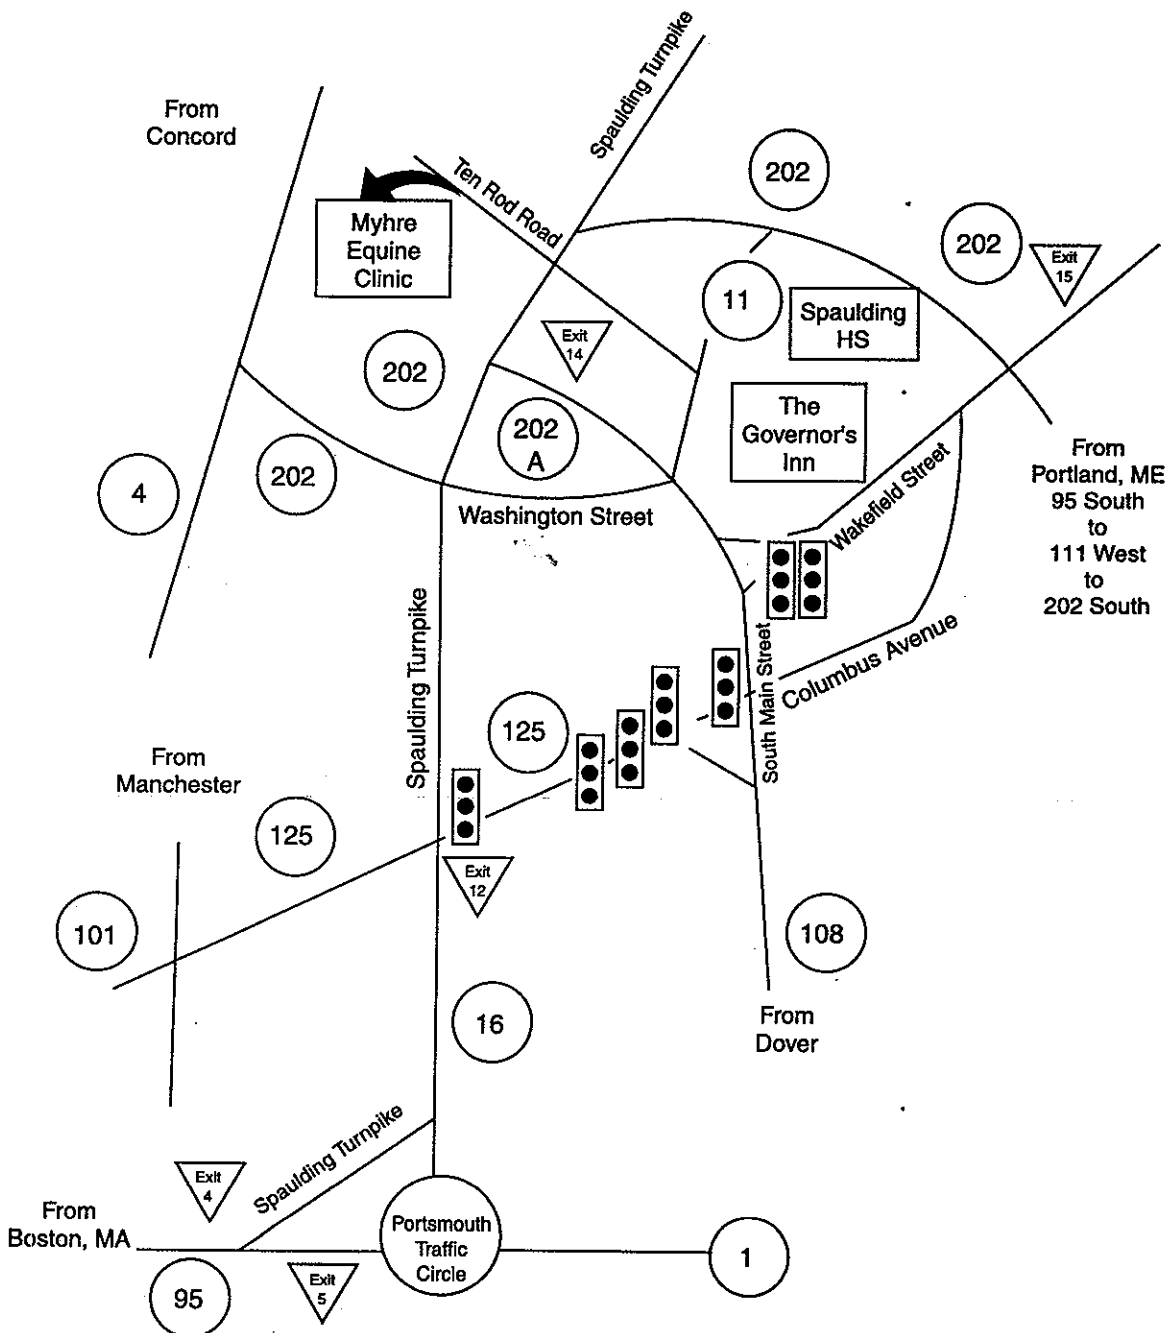 Spaulding Turnpike
From
Concord
202
Ten Rod Road
Myhre
Equine
Clinic
202
Exit
15
11
Spaulding
HS
202
Exit
14
The
Governor's
Inn
202
A
202
4
From
Portland, ME
95 South
to
111 West
to
202 South
Washington Street
Wakefield Street
Spaulding Turnpike
Columbus Avenue
South Main Street
125
From
Manchester
125
Exit
12
101
108
16
From
Dover
Spaulding Turnpike
Exit
4
From
Boston, MA
Portsmouth
Traffic
Circle
1
Exit
5
95